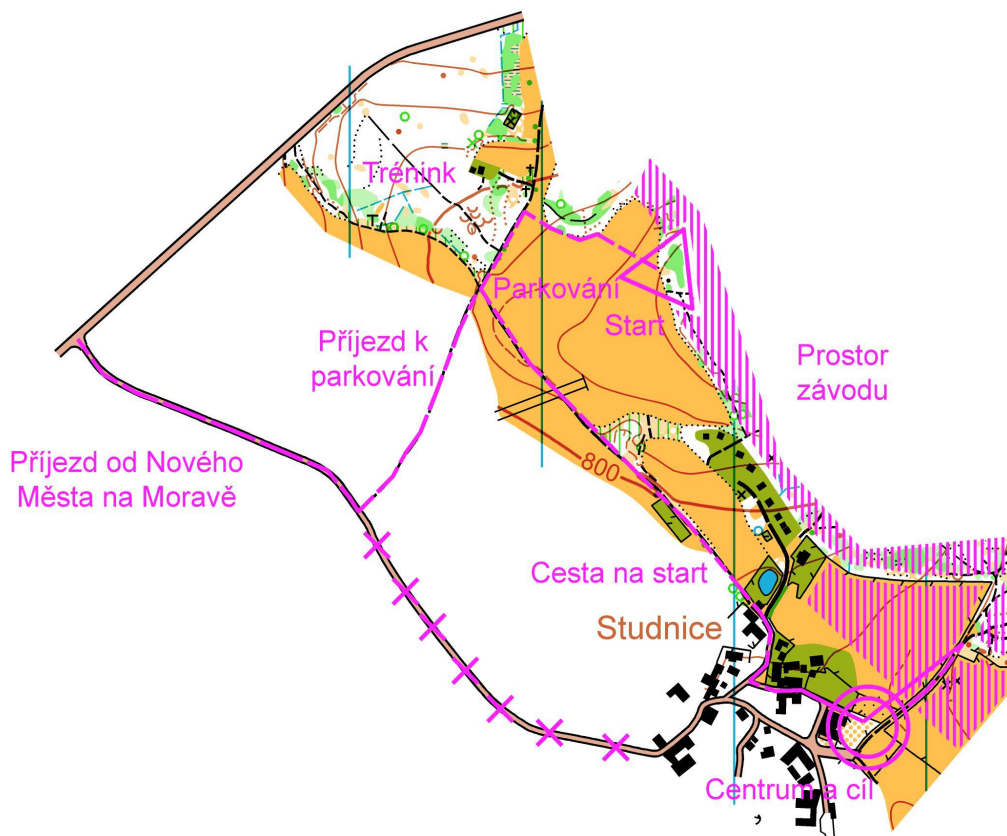 Trénink
Parkování
Start
Příjezd k
parkování
Prostor
závodu
Příjezd od Nového
Města na Moravě
800
Cesta na start
Studnice
Centrum a cíl